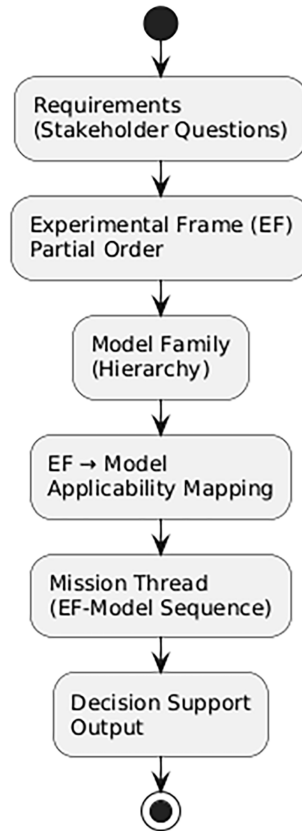 Requirements
(Stakeholder Questions)
Experimental Frame (EF)
Partial Order
Model Family
(Hierarchy)
EF → Model
Applicability Mapping
Mission Thread
(EF-Model Sequence)
Decision Support
Output